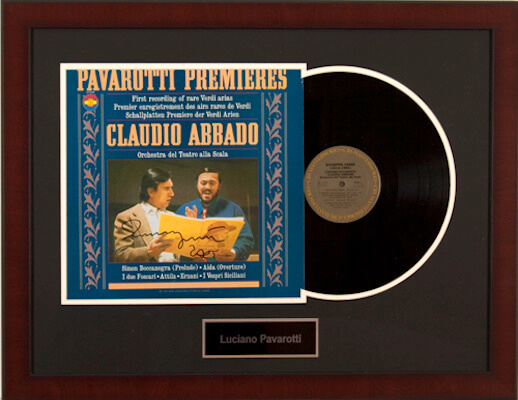 PAVAROTTI PREMIERES
First recording of rare Verdi arias
Premier enregistrement des airs rares de Verdi
Schallplatten Premiere der Verdi Arien
CLAUDIO ABBADO
Orchestra del Teatro alla Scala
Simon Boccanegra (Prelude) • Aida (Overture)
I due Foscari • Attila • Ernani • I Vespri Siciliani
Luciano Pavarotti